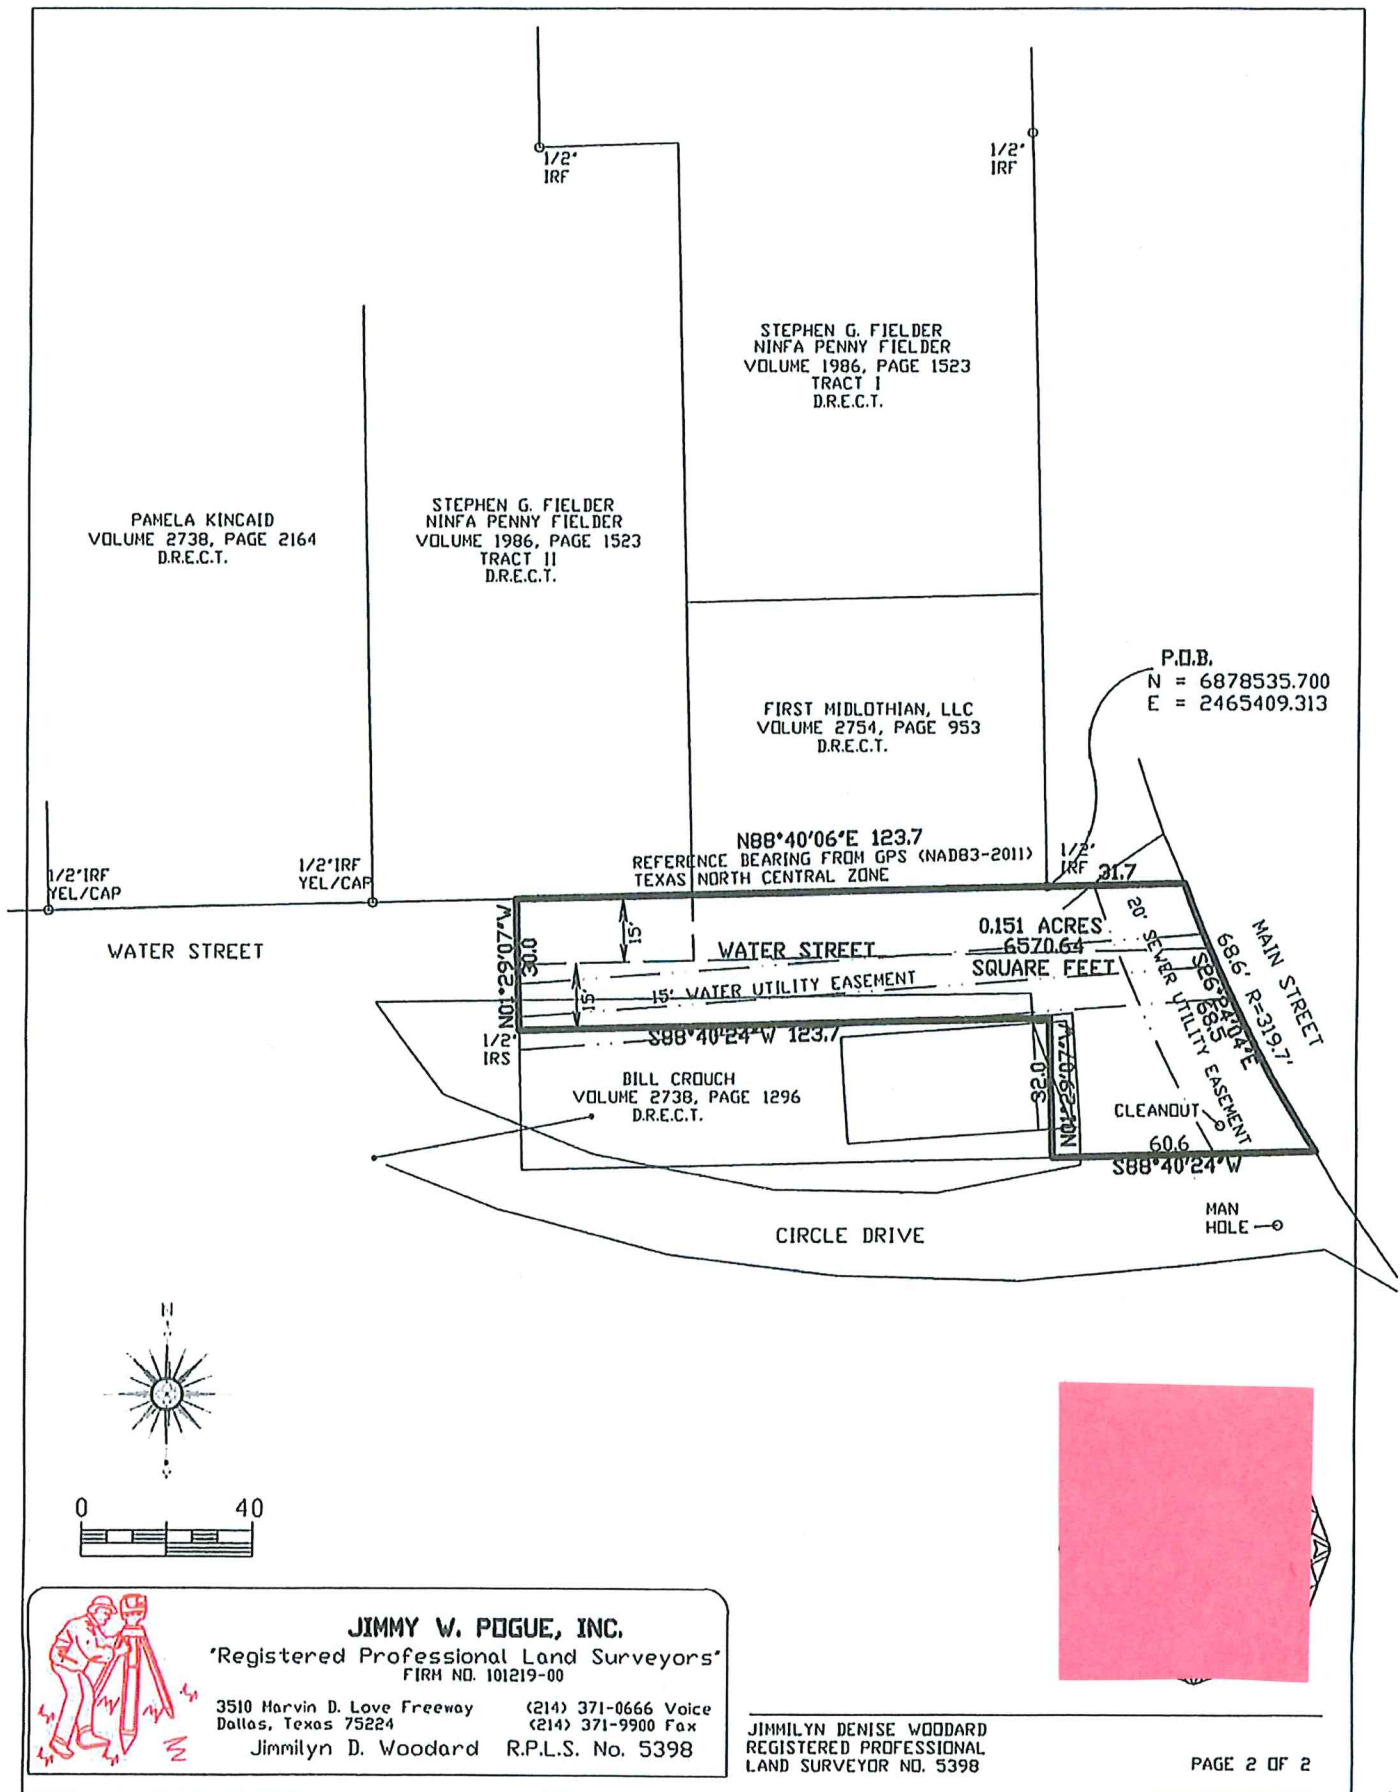 1/2"
IRF
1/2"
IRF
STEPHEN G. FIELDER
NINFA PENNY FIELDER
VOLUME 1986, PAGE 1523
TRACT I
D.R.E.C.T.
PAMELA KINCAID
VOLUME 2738, PAGE 2164
D.R.E.C.T.
STEPHEN G. FIELDER
NINFA PENNY FIELDER
VOLUME 1986, PAGE 1523
TRACT II
D.R.E.C.T.
P.O.B.
N = 6878535.700
E = 2465409.313
FIRST MIDLOTHIAN, LLC
VOLUME 2754, PAGE 953
D.R.E.C.T.
N88°40'06"E 123.7
REFERENCE BEARING FROM GPS (NAD83-2011)
TEXAS NORTH CENTRAL ZONE
1/2"
IRF
31.7
1/2"IRF
YEL/CAP
1/2"IRF
YEL/CAP
WATER STREET
N01°29'07"W
30.0
15'
15'
WATER STREET
0.151 ACRES
6570.64
SQUARE FEET
15' WATER UTILITY EASEMENT
20' SEWER UTILITY EASEMENT
S26°24'04"E
68.5
68.6' R=319.7'
MAIN STREET
1/2"
IRS
S88°40'24"W 123.7
BILL CROUCH
VOLUME 2738, PAGE 1296
D.R.E.C.T.
32.0
N01°29'07"W
CLEANOUT
60.6
S88°40'24"W
MAN
HOLE
CIRCLE DRIVE
N
0 40
JIMMY W. POGUE, INC.
"Registered Professional Land Surveyors"
FIRM NO. 101219-00
3510 Marvin D. Love Freeway (214) 371-0666 Voice
Dallas, Texas 75224 (214) 371-9900 Fax
Jimmilyn D. Woodard R.P.L.S. No. 5398
JIMMILYN DENISE WOODARD
REGISTERED PROFESSIONAL
LAND SURVEYOR NO. 5398
PAGE 2 OF 2